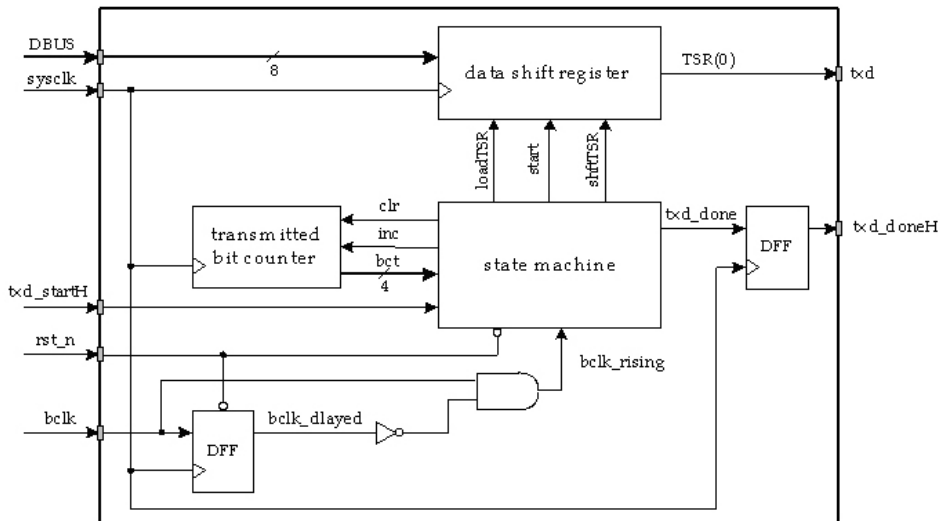 DBUS
8
data shift register
TSR(0)
txd
sysclk
loadTSR
start
shftTSR
transmitted
bit counter
clr
inc
bct
4
state machine
txd_done
DFF
txd_doneH
txd_startH
rst_n
bclk_rising
bclk
DFF
bclk_dlayed